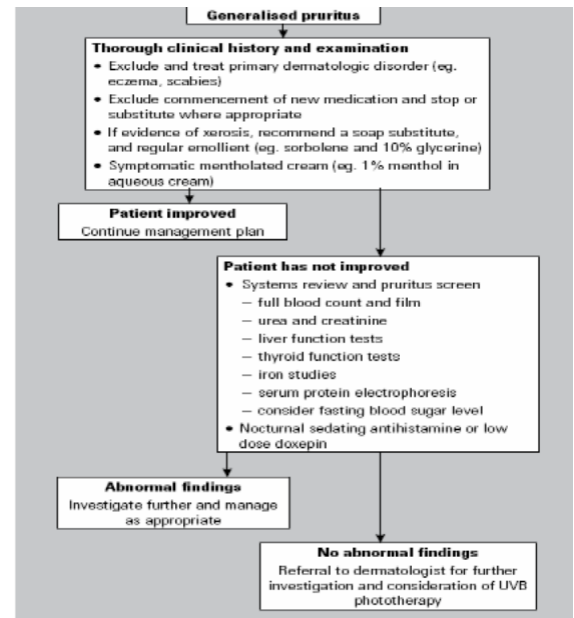 Generalised pruritus
Thorough clinical history and examination
• Exclude and treat primary dermatologic disorder (eg.
eczema, scabies)
• Exclude commencement of new medication and stop or
substitute where appropriate
• If evidence of xerosis, recommend a soap substitute,
and regular emollient (eg. sorbolene and 10% glycerine)
• Symptomatic mentholated cream (eg. 1% menthol in
aqueous cream)
Patient improved
Continue management plan
Patient has not improved
• Systems review and pruritus screen
– full blood count and film
– urea and creatinine
– liver function tests
– thyroid function tests
– iron studies
– serum protein electrophoresis
– consider fasting blood sugar level
• Nocturnal sedating antihistamine or low
dose doxepin
Abnormal findings
Investigate further and manage
as appropriate
No abnormal findings
Referral to dermatologist for further
investigation and consideration of UVB
phototherapy